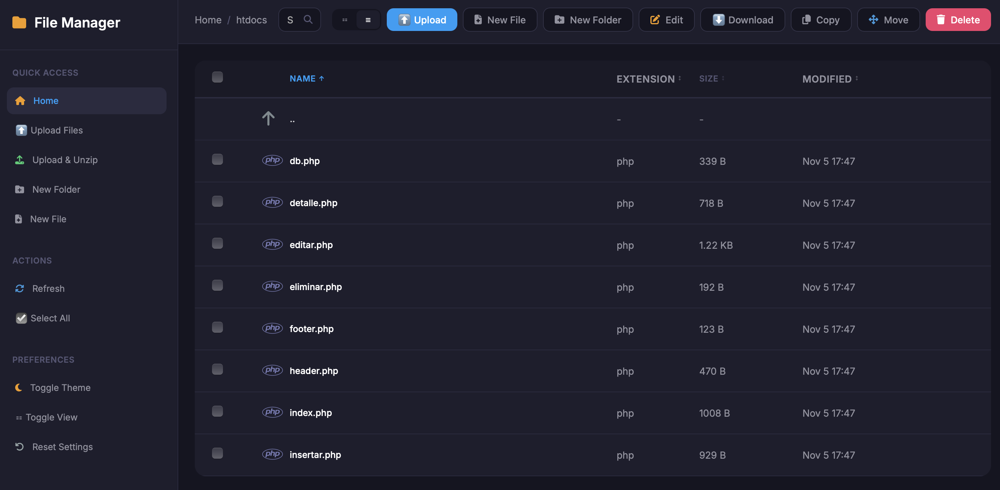 File Manager
QUICK ACCESS
Home
Upload Files
Upload & Unzip
New Folder
New File
ACTIONS
Refresh
Select All
PREFERENCES
Toggle Theme
Toggle View
Reset Settings
Home / htdocs S Upload New File New Folder Edit Download Copy Move Delete
NAME ↑ EXTENSION ↕ SIZE ↕ MODIFIED ↕
.. - -
php db.php php 339 B Nov 5 17:47
php detalle.php php 718 B Nov 5 17:47
php editar.php php 1.22 KB Nov 5 17:47
php eliminar.php php 192 B Nov 5 17:47
php footer.php php 123 B Nov 5 17:47
php header.php php 470 B Nov 5 17:47
php index.php php 1008 B Nov 5 17:47
php insertar.php php 929 B Nov 5 17:47